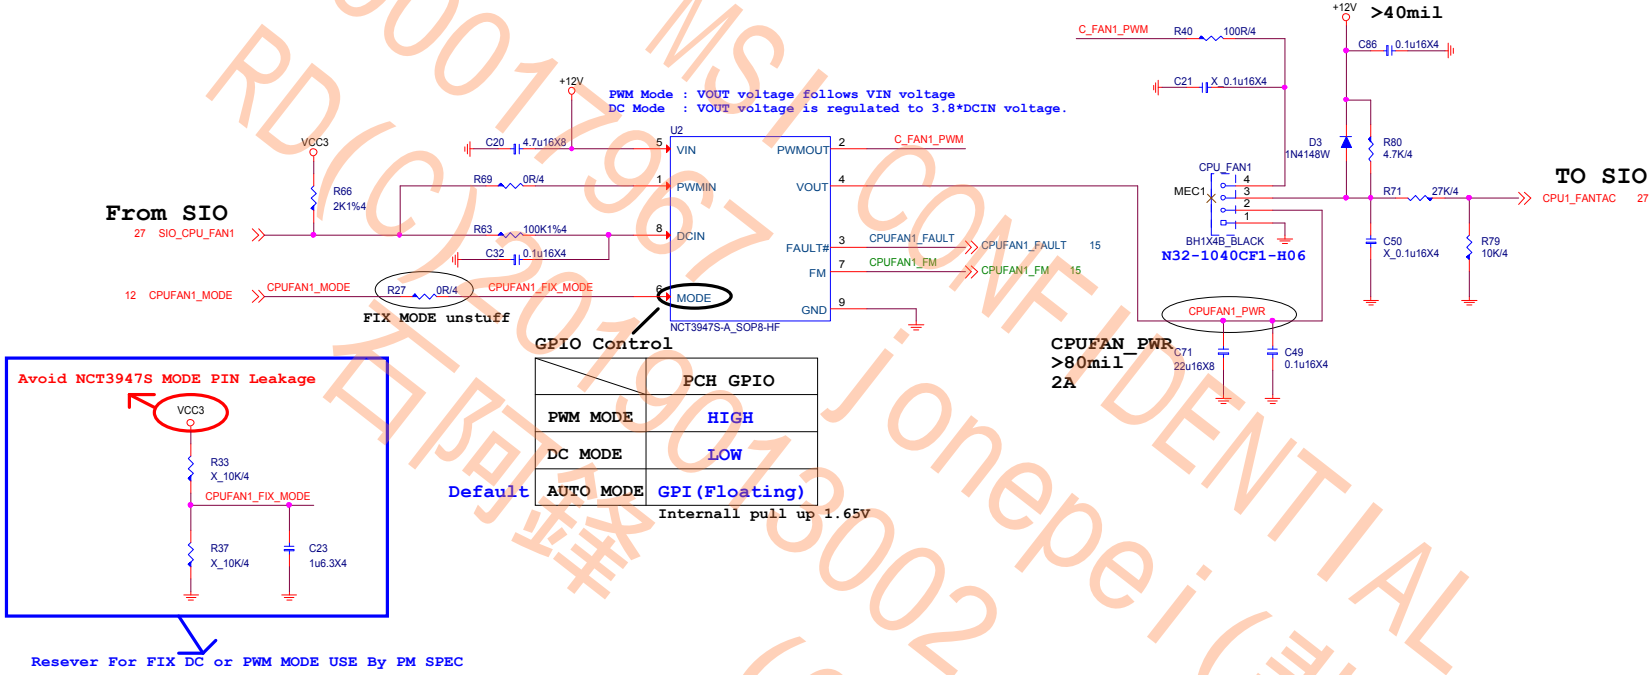 +12V
>40mil
C_FAN1_PWM
R40
100R/4
C86
0.1u16X4
C21
X_0.1u16X4
+12V
PWM Mode : VOUT voltage follows VIN voltage
DC Mode : VOUT voltage is regulated to 3.8*DCIN voltage.
U2
C20
4.7u16X8
5
VIN
PWMOUT
2
C_FAN1_PWM
VCC3
R69
0R/4
1
PWMIN
VOUT
4
R66
2K1%4
D3
1N4148W
R80
4.7K/4
CPU_FAN1
MEC1
4
3
2
1
BH1X4B_BLACK
N32-1040CF1-H06
R71
27K/4
TO SIO
CPU1_FANTAC
27
From SIO
27
SIO_CPU_FAN1
R63
100K1%4
8
DCIN
C32
0.1u16X4
FAULT#
3
CPUFAN1_FAULT
CPUFAN1_FAULT
15
FM
7
CPUFAN1_FM
CPUFAN1_FM
15
C50
X_0.1u16X4
R79
10K/4
12
CPUFAN1_MODE
CPUFAN1_MODE
R27
0R/4
CPUFAN1_FIX_MODE
6
MODE
GND
9
FIX MODE unstuff
NCT3947S-A_SOP8-HF
GPIO Control
CPUFAN1_PWR
CPUFAN_PWR
>80mil
2A
C71
22u16X8
C49
0.1u16X4
PCH GPIO
PWM MODE
HIGH
DC MODE
LOW
Default
AUTO MODE
GPI(Floating)
Internall pull up 1.65V
Avoid NCT3947S MODE PIN Leakage
VCC3
R33
X_10K/4
CPUFAN1_FIX_MODE
R37
X_10K/4
C23
1u6.3X4
Resever For FIX DC or PWM MODE USE By PM SPEC
MSI CONFIDENTIAL
jonepei(
RD(C)2019013002
石阿鋒